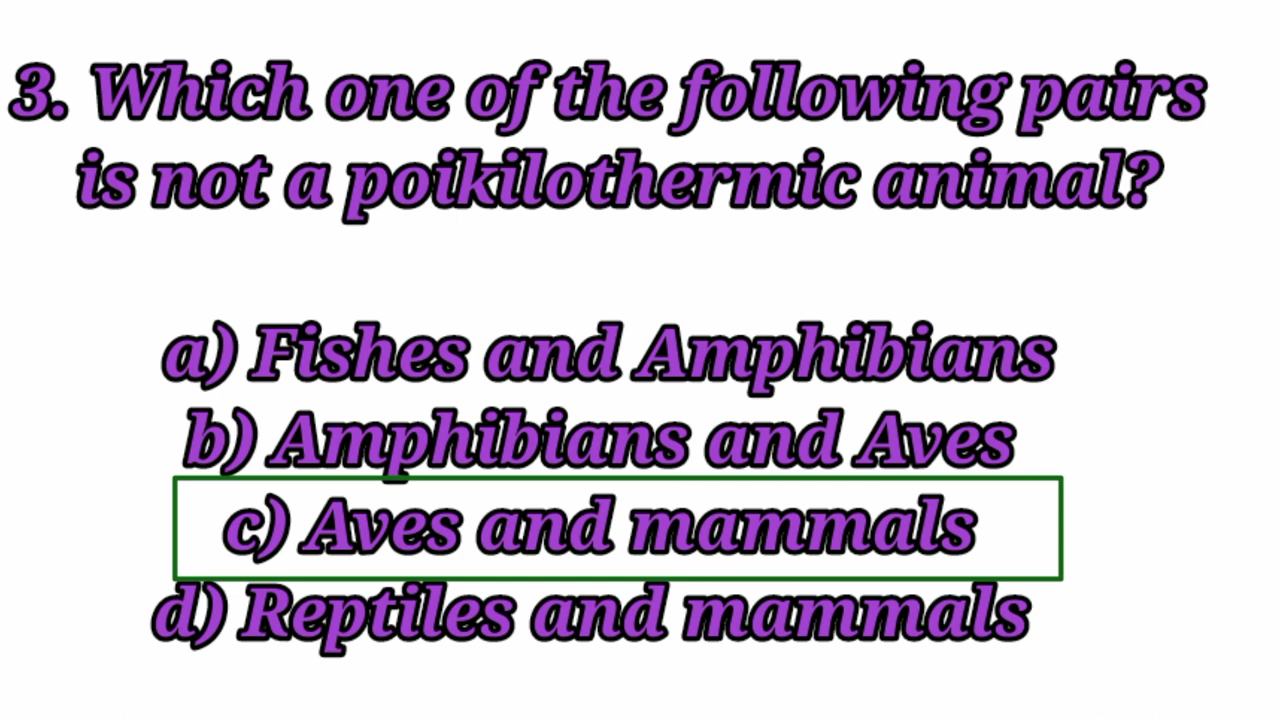 3. Which one of the following pairs
is not a poikilothermic animal?
a) Fishes and Amphibians
b) Amphibians and Aves
c) Aves and mammals
d) Reptiles and mammals